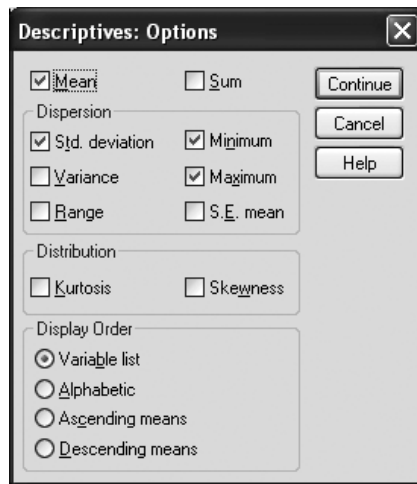 Descriptives: Options
Mean Sum Continue
Dispersion Cancel
Std. deviation Minimum
Variance Maximum Help
Range S.E. mean
Distribution
Kurtosis Skewness
Display Order
Variable list
Alphabetic
Ascending means
Descending means